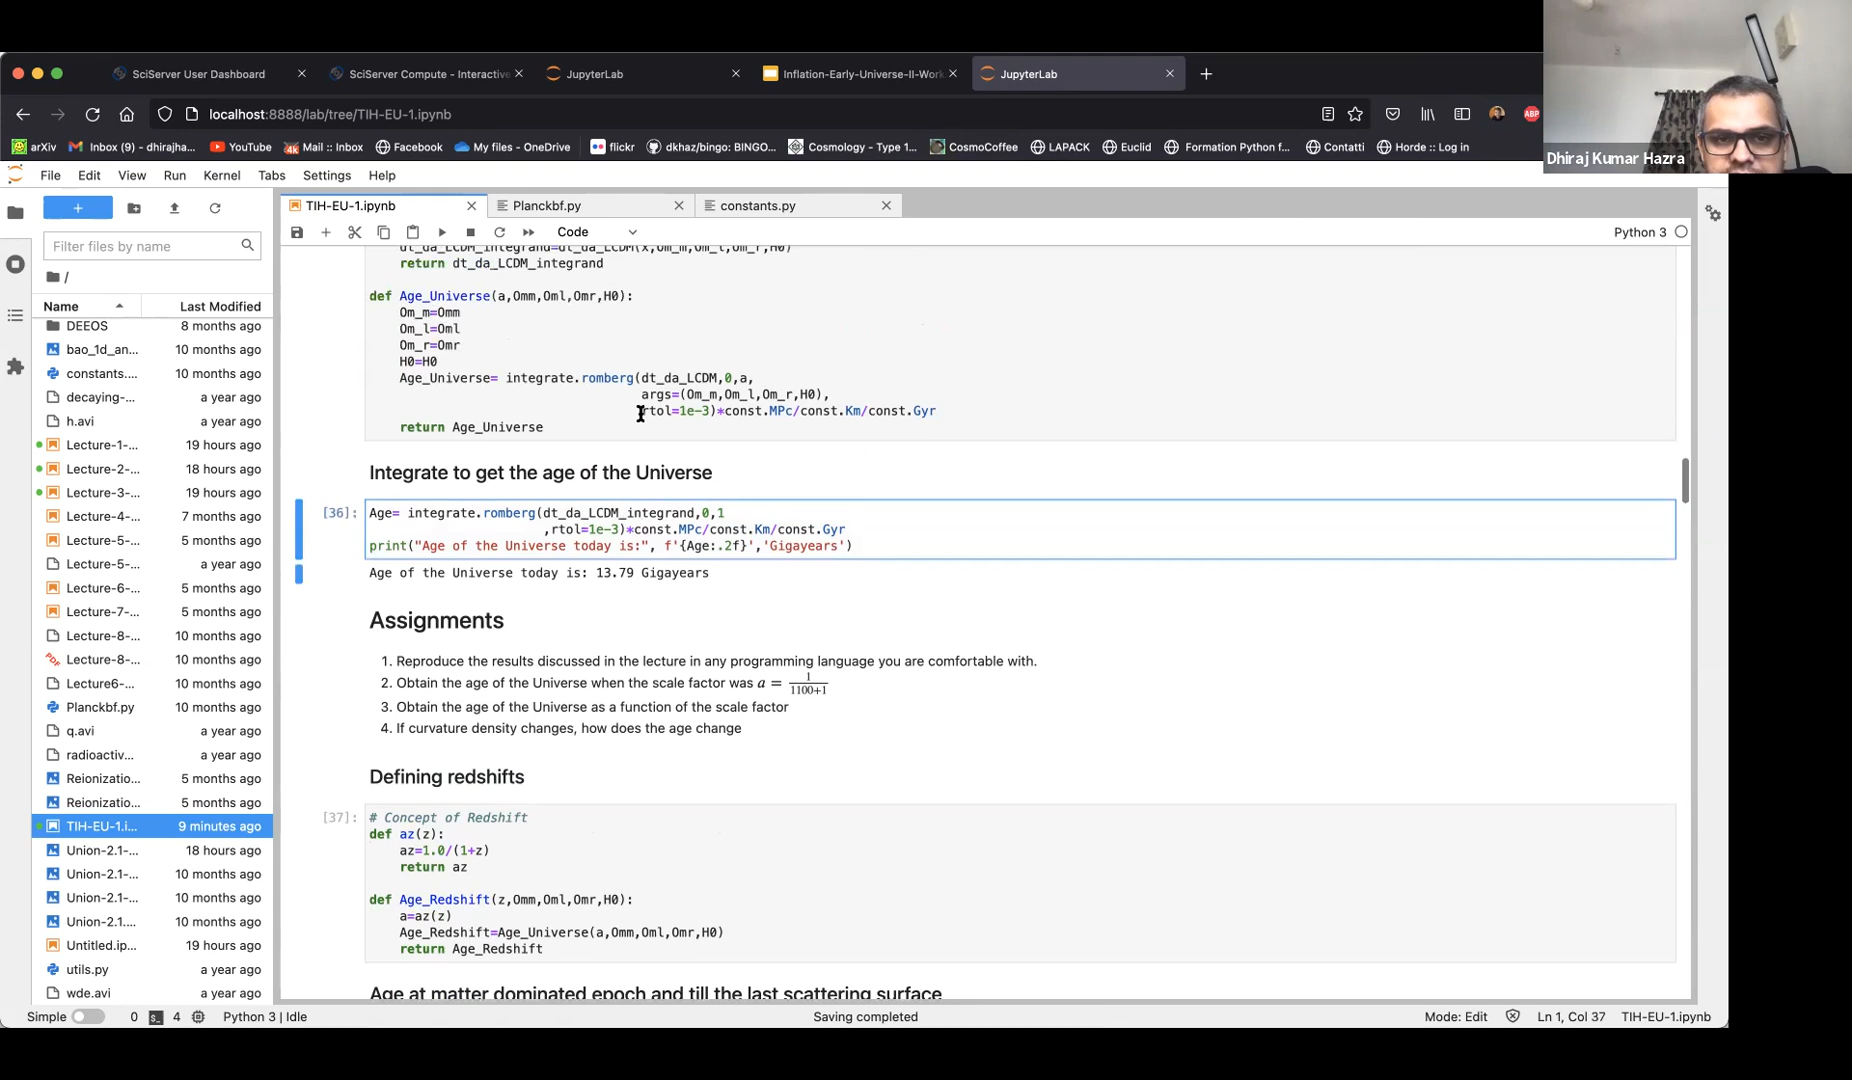 SciServer User Dashboard
SciServer Compute - Interactive
JupyterLab
Inflation-Early-Universe-II-Work
JupyterLab
localhost:8888/lab/tree/TIH-EU-1.ipynb
ABP
arXiv
Inbox (9) - dhirajha...
YouTube
Mail :: Inbox
Facebook
My files - OneDrive
flickr
dkhaz/bingo: BINGO...
Cosmology - Type 1...
CosmoCoffee
LAPACK
Euclid
Formation Python f...
Contatti
Horde :: Log in
Dhiraj Kumar Hazra
File Edit View Run Kernel Tabs Settings Help
TIH-EU-1.ipynb
Planckbf.py
constants.py
Code
Python 3
Filter files by name
/
Name Last Modified
DEEOS 8 months ago
bao_1d_an... 10 months ago
constants.... 10 months ago
decaying-... a year ago
h.avi a year ago
Lecture-1-... 19 hours ago
Lecture-2-... 18 hours ago
Lecture-3-... 19 hours ago
Lecture-4-... 7 months ago
Lecture-5-... 5 months ago
Lecture-5-... a year ago
Lecture-6-... 5 months ago
Lecture-7-... 5 months ago
Lecture-8-... 10 months ago
Lecture-8-... 10 months ago
Lecture6-... 10 months ago
Planckbf.py 10 months ago
q.avi a year ago
radioactiv... a year ago
Reionizatio... 5 months ago
Reionizatio... 5 months ago
TIH-EU-1.i... 9 minutes ago
Union-2.1-... 18 hours ago
Union-2.1-... 10 months ago
Union-2.1-... 10 months ago
Union-2.1.... 10 months ago
Untitled.ip... 19 hours ago
utils.py a year ago
wde.avi a year ago
dt_da_LCDM_integrand=dt_da_LCDM(x,Om_m,Om_l,Om_r,H0)
return dt_da_LCDM_integrand
def Age_Universe(a,Omm,Oml,Omr,H0):
Om_m=Omm
Om_l=Oml
Om_r=Omr
H0=H0
Age_Universe= integrate.romberg(dt_da_LCDM,0,a,
args=(Om_m,Om_l,Om_r,H0),
rtol=1e-3)*const.MPc/const.Km/const.Gyr
return Age_Universe
Integrate to get the age of the Universe
[36]: Age= integrate.romberg(dt_da_LCDM_integrand,0,1
,rtol=1e-3)*const.MPc/const.Km/const.Gyr
print("Age of the Universe today is:", f'{Age:.2f}','Gigayears')
Age of the Universe today is: 13.79 Gigayears
Assignments
1. Reproduce the results discussed in the lecture in any programming language you are comfortable with.
2. Obtain the age of the Universe when the scale factor was a = 1/(1100+1)
3. Obtain the age of the Universe as a function of the scale factor
4. If curvature density changes, how does the age change
Defining redshifts
[37]: # Concept of Redshift
def az(z):
az=1.0/(1+z)
return az
def Age_Redshift(z,Omm,Oml,Omr,H0):
a=az(z)
Age_Redshift=Age_Universe(a,Omm,Oml,Omr,H0)
return Age_Redshift
Age at matter dominated epoch and till the last scattering surface
Simple 0 4 Python 3 | Idle Saving completed Mode: Edit Ln 1, Col 37 TIH-EU-1.ipynb